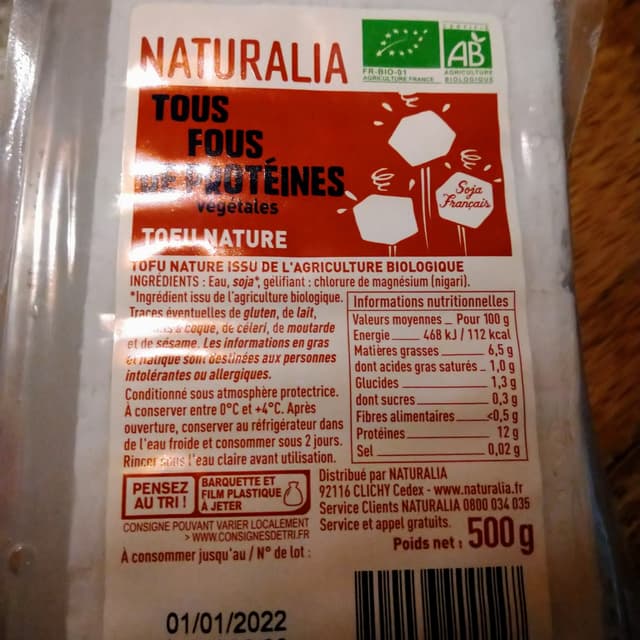 NATURALIA
FR-BIO-01
AGRICULTURE FRANCE
CERTIFIÉ
AB
AGRICULTURE
BIOLOGIQUE
TOUS
FOUS
DE PROTÉINES
végétales
Soja
Français
TOFU NATURE
TOFU NATURE ISSU DE L'AGRICULTURE BIOLOGIQUE
INGRÉDIENTS : Eau, soja*, gélifiant : chlorure de magnésium (nigari).
*Ingrédient issu de l'agriculture biologique.
Traces éventuelles de gluten, de lait,
à coque, de céleri, de moutarde
et de sésame. Les informations en gras
et italique sont destinées aux personnes
intolérantes ou allergiques.
Conditionné sous atmosphère protectrice.
À conserver entre 0°C et +4°C. Après
ouverture, conserver au réfrigérateur dans
de l'eau froide et consommer sous 2 jours.
Rincer sous l'eau claire avant utilisation.
Informations nutritionnelles
Valeurs moyennes _ Pour 100 g
Energie 468 kJ / 112 kcal
Matières grasses 6,5 g
dont acides gras saturés 1,0 g
Glucides 1,3 g
dont sucres 0,3 g
Fibres alimentaires <0,5 g
Protéines 12 g
Sel 0,02 g
PENSEZ
AU TRI !
BARQUETTE ET
FILM PLASTIQUE
À JETER
CONSIGNE POUVANT VARIER LOCALEMENT
> WWW.CONSIGNESDETRI.FR
Distribué par NATURALIA
92116 CLICHY Cedex - www.naturalia.fr
Service Clients NATURALIA 0800 034 035
Service et appel gratuits.
Poids net : 500g
À consommer jusqu'au / N° de lot :
01/01/2022